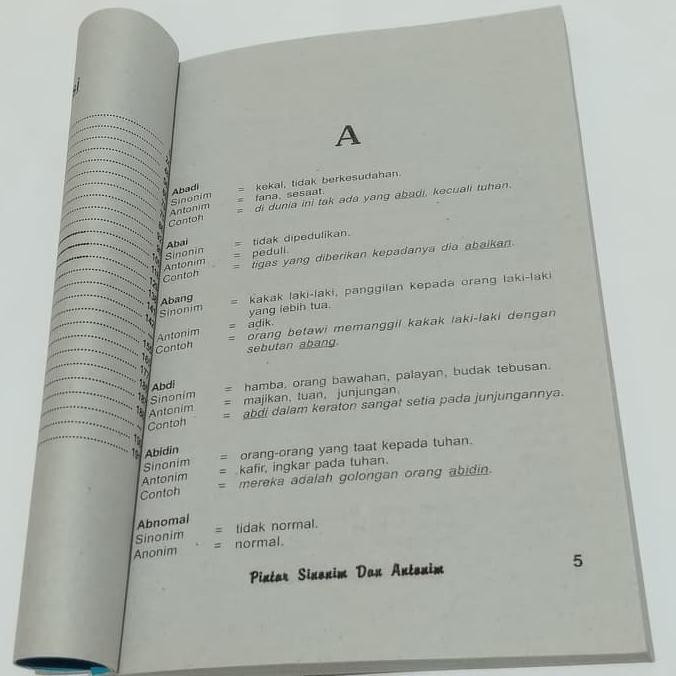 A
Abadi
Sinonim = kekal, tidak berkesudahan.
Antonim = fana, sesaat.
Contoh = di dunia ini tak ada yang abadi, kecuali tuhan.
Abai
Sinonin = tidak dipedulikan.
Antonim = peduli.
Contoh = tigas yang diberikan kepadanya dia abaikan.
Abang
Sinonim = kakak laki-laki, panggilan kepada orang laki-laki
yang lebih tua.
Antonim = adik.
Contoh = orang betawi memanggil kakak laki-laki dengan
sebutan abang.
Abdi
Sinonim = hamba, orang bawahan, palayan, budak tebusan.
Antonim = majikan, tuan, junjungan.
Contoh = abdi dalam keraton sangat setia pada junjungannya.
Abidin
Sinonim = orang-orang yang taat kepada tuhan.
Antonim = kafir, ingkar pada tuhan.
Contoh = mereka adalah golongan orang abidin.
Abnomal
Sinonim = tidak normal.
Anonim = normal.
Pintar Sinonim Dan Antonim
5